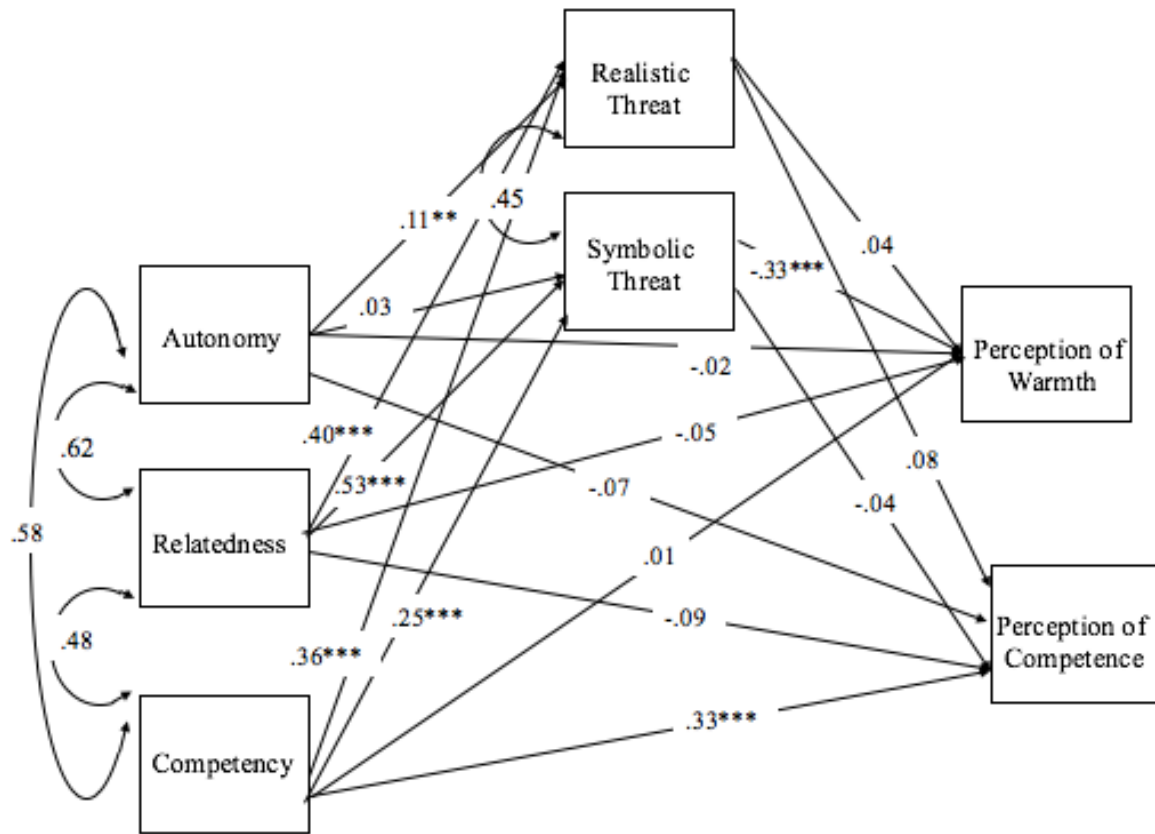 Realistic
Threat
.45
.11**
Symbolic
Threat
.04
-.33***
.03
Autonomy
-.02
Perception of
Warmth
.62
.40***
-.05
.08
.53***
-.07
-.04
.58
Relatedness
.01
.25***
-.09
Perception of
Competence
.48
.36***
.33***
Competency